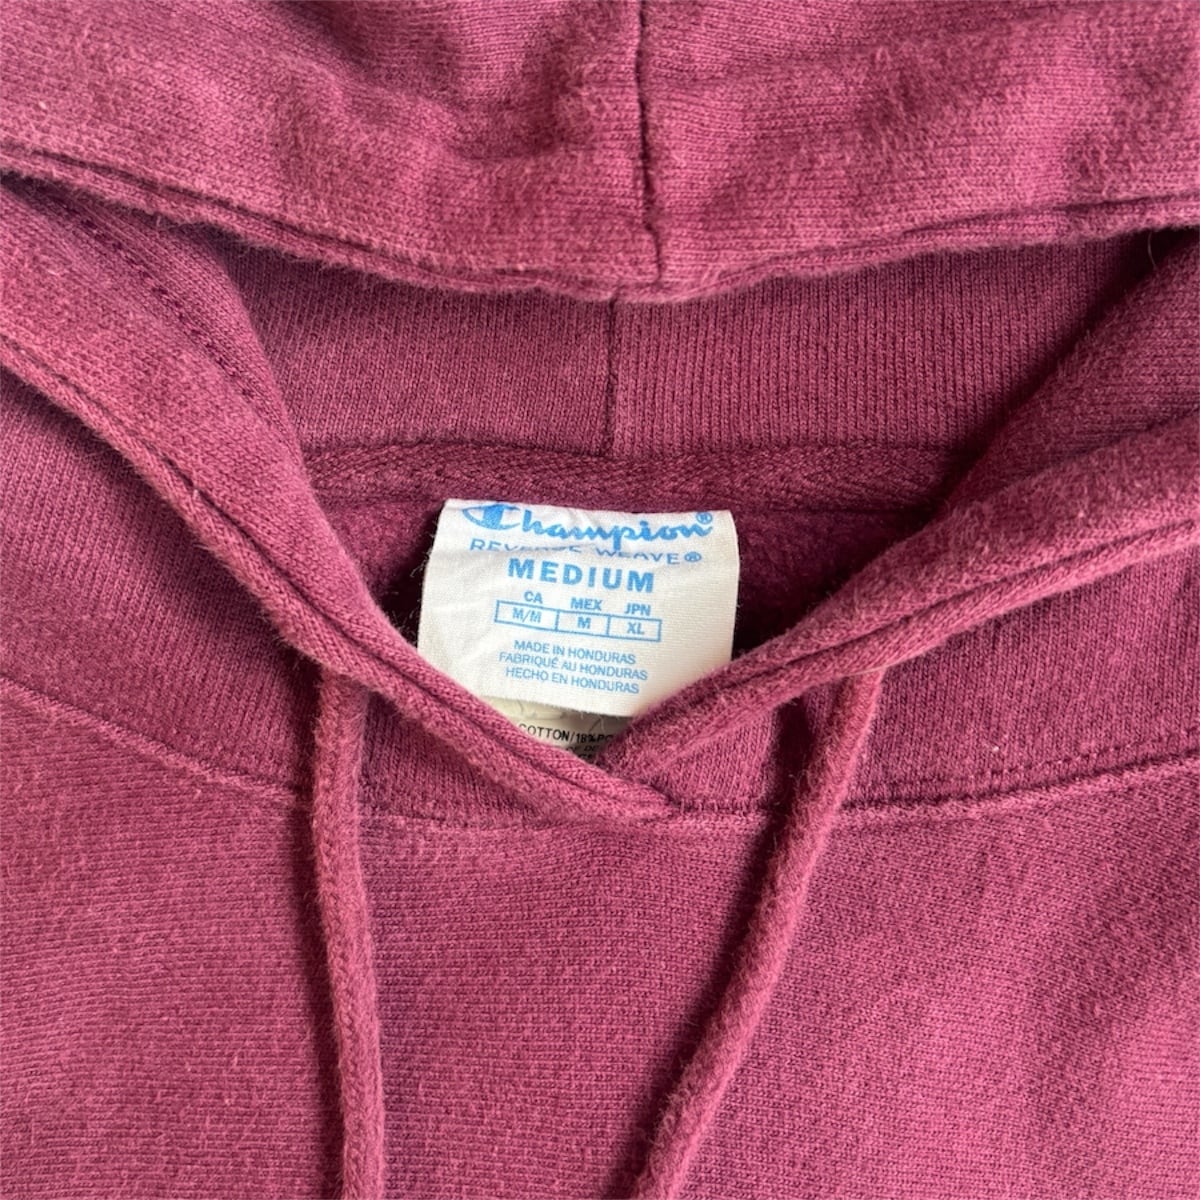 Champion®
REVERSE WEAVE®
MEDIUM
CA MEX JPN
M/M M XL
MADE IN HONDURAS
FABRIQUÉ AU HONDURAS
HECHO EN HONDURAS
COTTON/18%